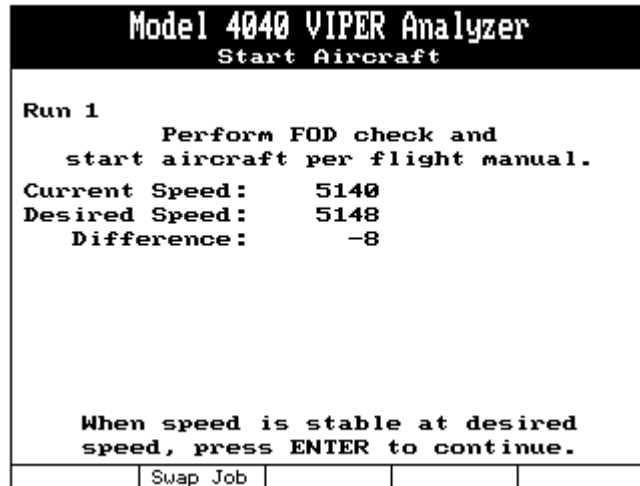 Model 4040 VIPER Analyzer
Start Aircraft
Run 1
Perform FOD check and
start aircraft per flight manual.
Current Speed: 5140
Desired Speed: 5148
Difference: -8
When speed is stable at desired
speed, press ENTER to continue.
Swap Job